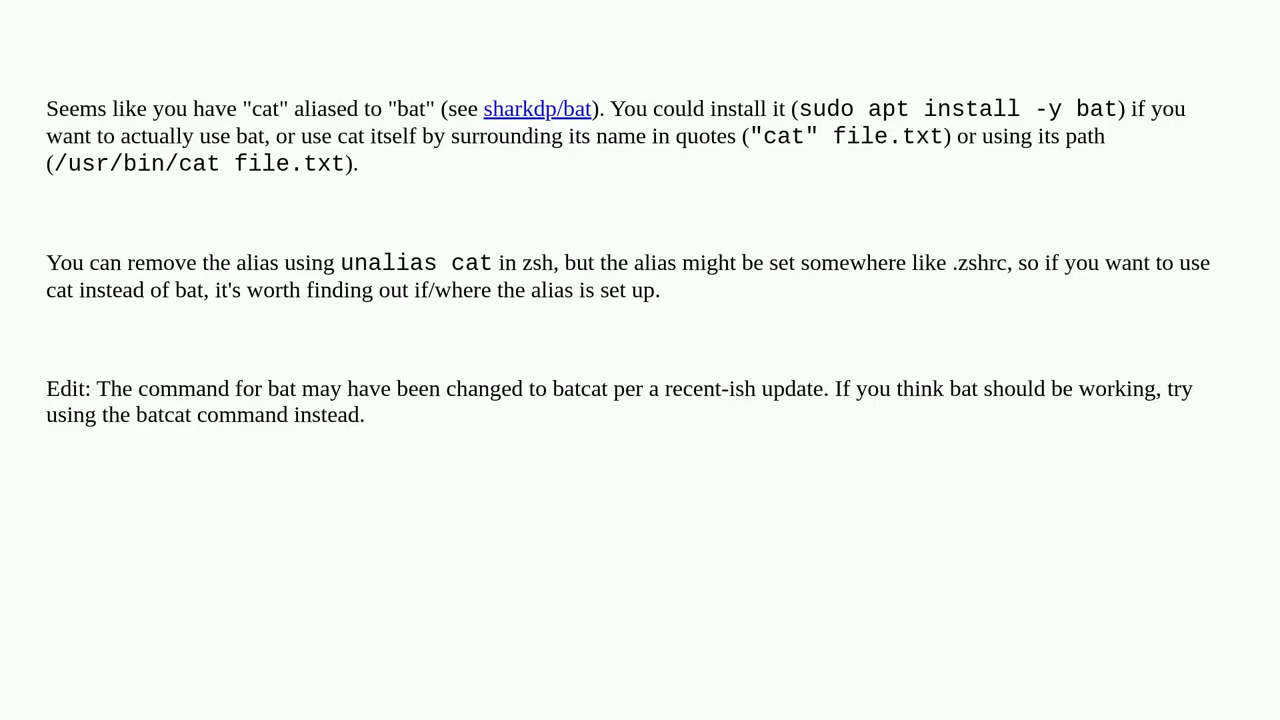 Seems like you have "cat" aliased to "bat" (see sharkdp/bat). You could install it (sudo apt install -y bat) if you
want to actually use bat, or use cat itself by surrounding its name in quotes ("cat" file.txt) or using its path
(/usr/bin/cat file.txt).
You can remove the alias using unalias cat in zsh, but the alias might be set somewhere like .zshrc, so if you want to use
cat instead of bat, it's worth finding out if/where the alias is set up.
Edit: The command for bat may have been changed to batcat per a recent-ish update. If you think bat should be working, try
using the batcat command instead.